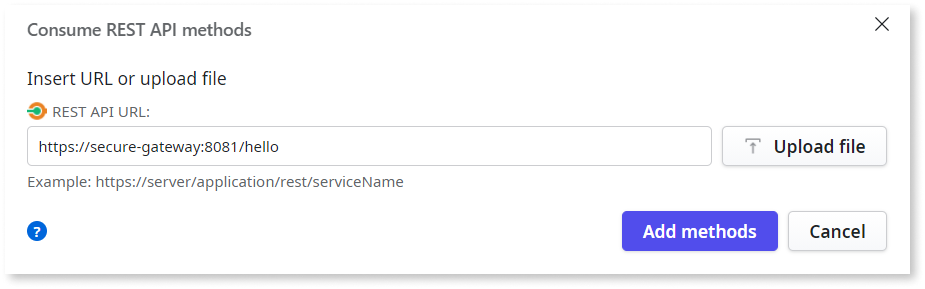 Consume REST API methods
Insert URL or upload file
REST API URL:
https://secure-gateway:8081/hello
Upload file
Example: https://server/application/rest/serviceName
?
Add methods
Cancel